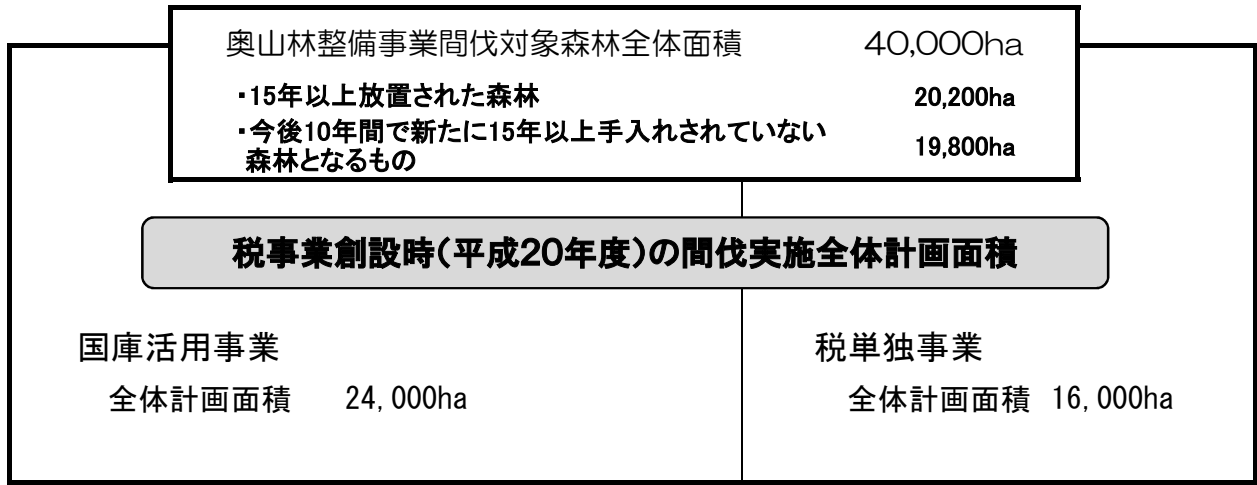 奥山林整備事業間伐対象森林全体面積 40,000ha
・15年以上放置された森林 20,200ha
・今後10年間で新たに15年以上手入れされていない
森林となるもの 19,800ha
税事業創設時(平成20年度)の間伐実施全体計画面積
国庫活用事業
全体計画面積 24,000ha
税単独事業
全体計画面積 16,000ha